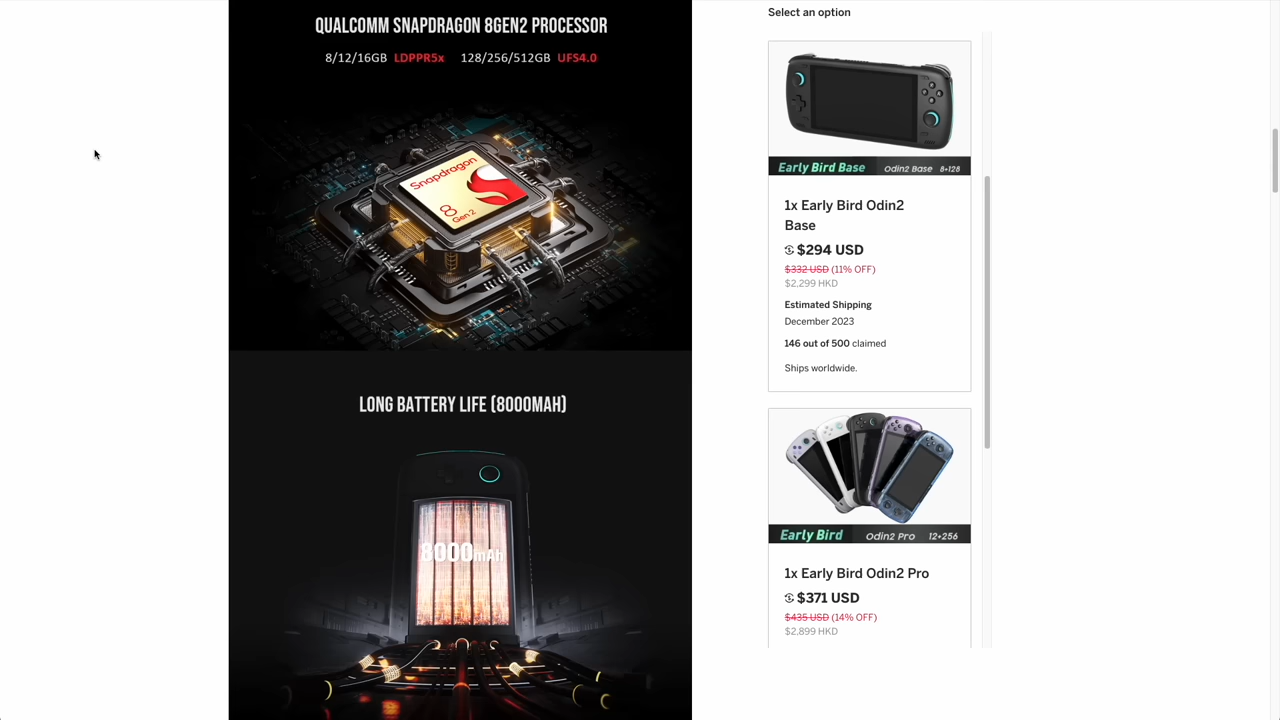 QUALCOMM SNAPDRAGON 8GEN2 PROCESSOR
8/12/16GB LDPPR5x 128/256/512GB UFS4.0
Snapdragon
8
Gen 2
LONG BATTERY LIFE (8000MAH)
8000mAh
Select an option
Early Bird Base Odin2 Base 8+128
1x Early Bird Odin2
Base
$294 USD
$332 USD (11% OFF)
$2,299 HKD
Estimated Shipping
December 2023
146 out of 500 claimed
Ships worldwide.
Early Bird Odin2 Pro 12+256
1x Early Bird Odin2 Pro
$371 USD
$435 USD (14% OFF)
$2,899 HKD